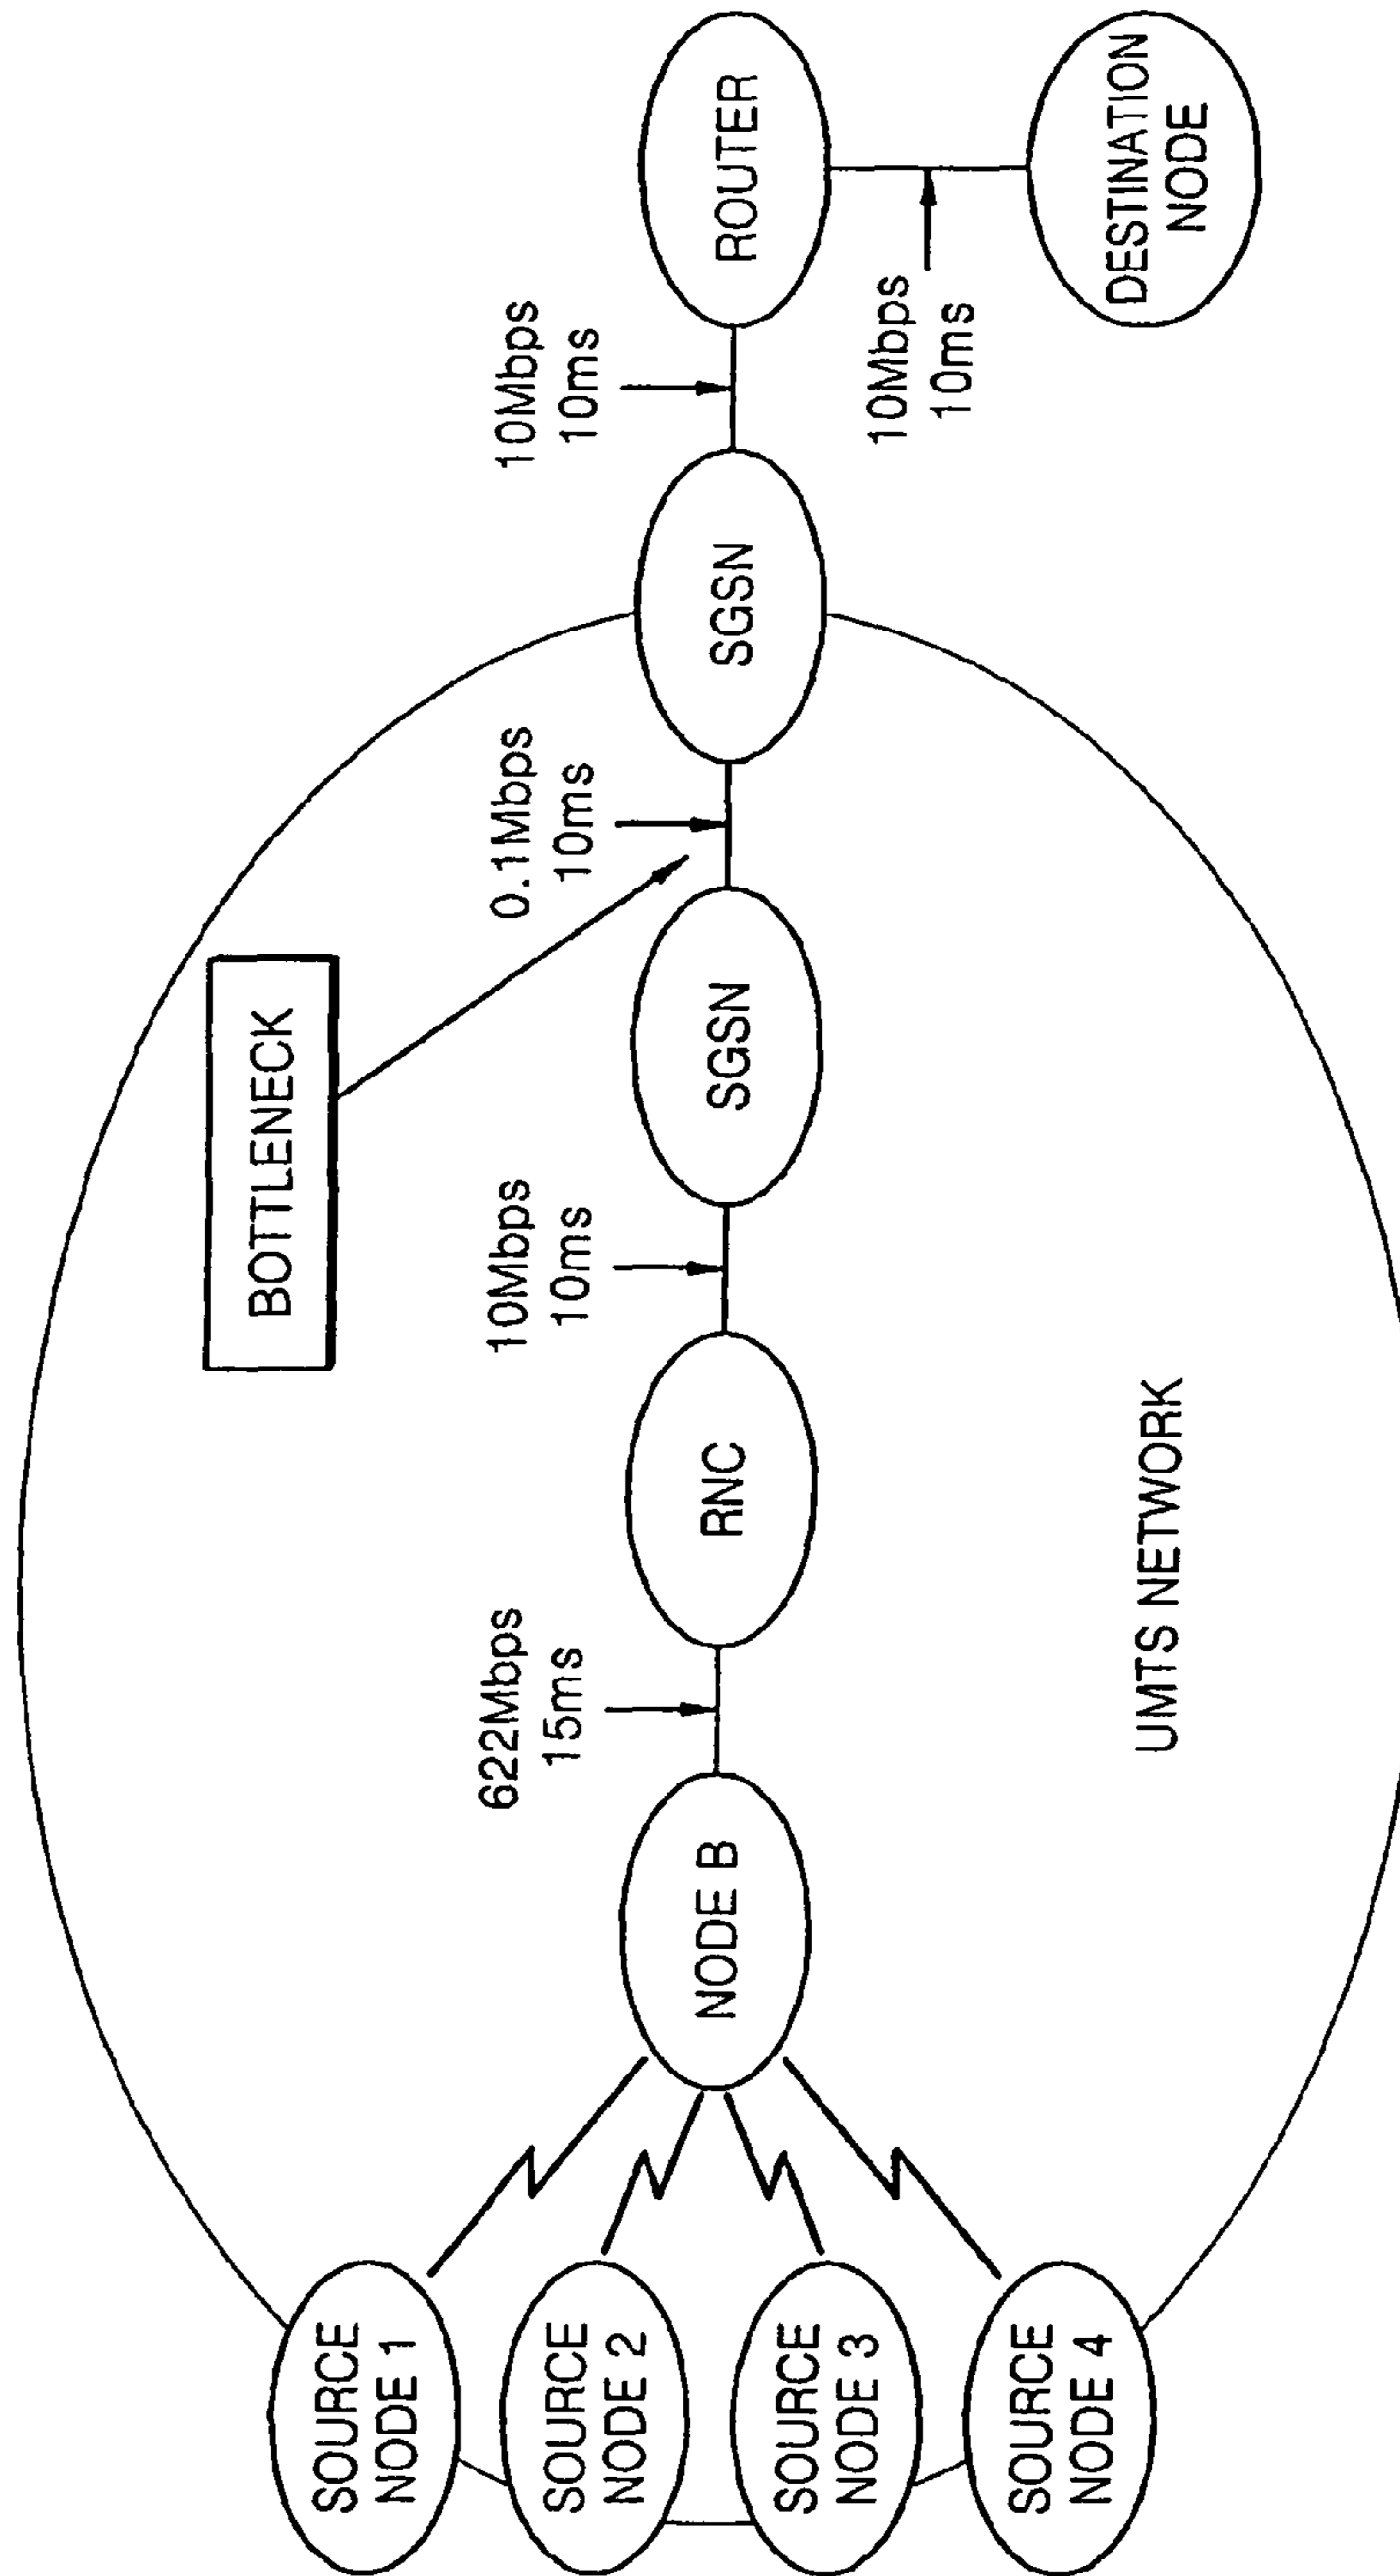 BOTTLENECK
622Mbps
15ms
10Mbps
10ms
0.1Mbps
10ms
10Mbps
10ms
SOURCE
NODE 1
SOURCE
NODE 2
SOURCE
NODE 3
SOURCE
NODE 4
NODE B
RNC
SGSN
SGSN
ROUTER
10Mbps
10ms
DESTINATION
NODE
UMTS NETWORK